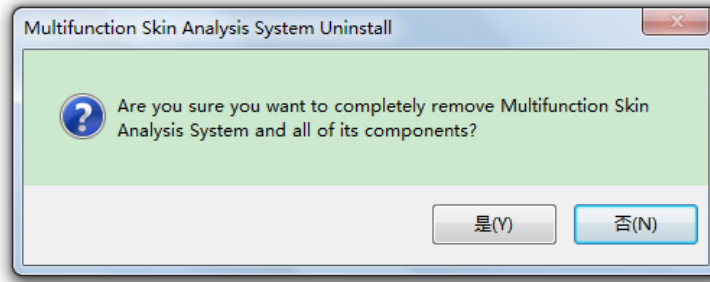 Multifunction Skin Analysis System Uninstall
Are you sure you want to completely remove Multifunction Skin
Analysis System and all of its components?
是(Y)
否(N)